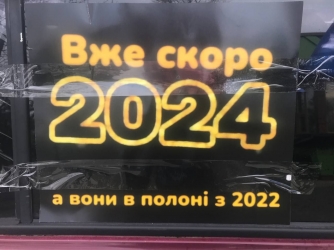 Вже скоро
2024
а вони в полоні з 2022